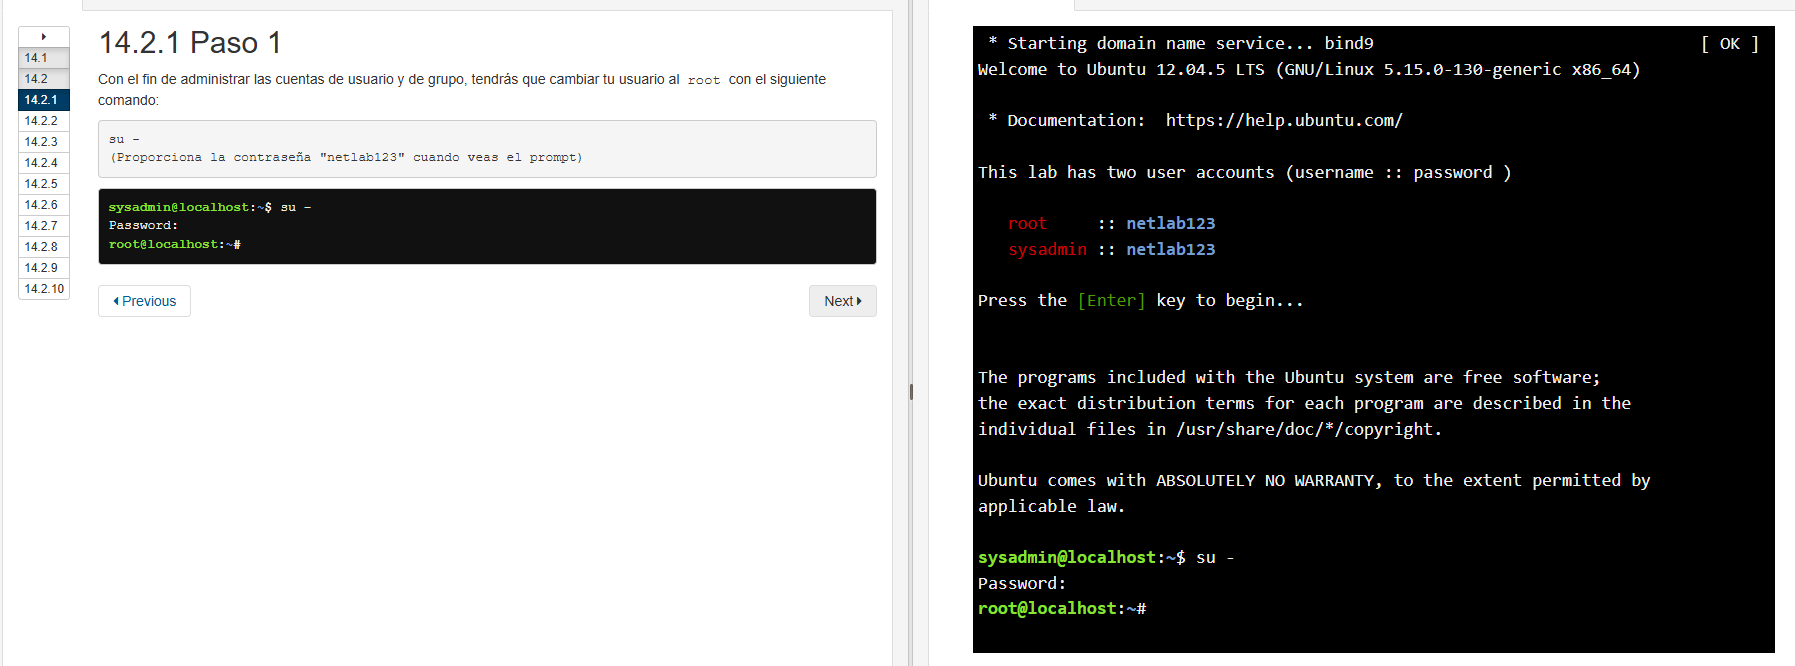 14.1
14.2
14.2.1
14.2.2
14.2.3
14.2.4
14.2.5
14.2.6
14.2.7
14.2.8
14.2.9
14.2.10
14.2.1 Paso 1
Con el fin de administrar las cuentas de usuario y de grupo, tendrás que cambiar tu usuario al root con el siguiente
comando:
su -
(Proporciona la contraseña "netlab123" cuando veas el prompt)
sysadmin@localhost:~$ su -
Password:
root@localhost:~#
Previous
Next
* Starting domain name service... bind9 [ OK ]
Welcome to Ubuntu 12.04.5 LTS (GNU/Linux 5.15.0-130-generic x86_64)
* Documentation: https://help.ubuntu.com/
This lab has two user accounts (username :: password )
root :: netlab123
sysadmin :: netlab123
Press the [Enter] key to begin...
The programs included with the Ubuntu system are free software;
the exact distribution terms for each program are described in the
individual files in /usr/share/doc/*/copyright.
Ubuntu comes with ABSOLUTELY NO WARRANTY, to the extent permitted by
applicable law.
sysadmin@localhost:~$ su -
Password:
root@localhost:~#